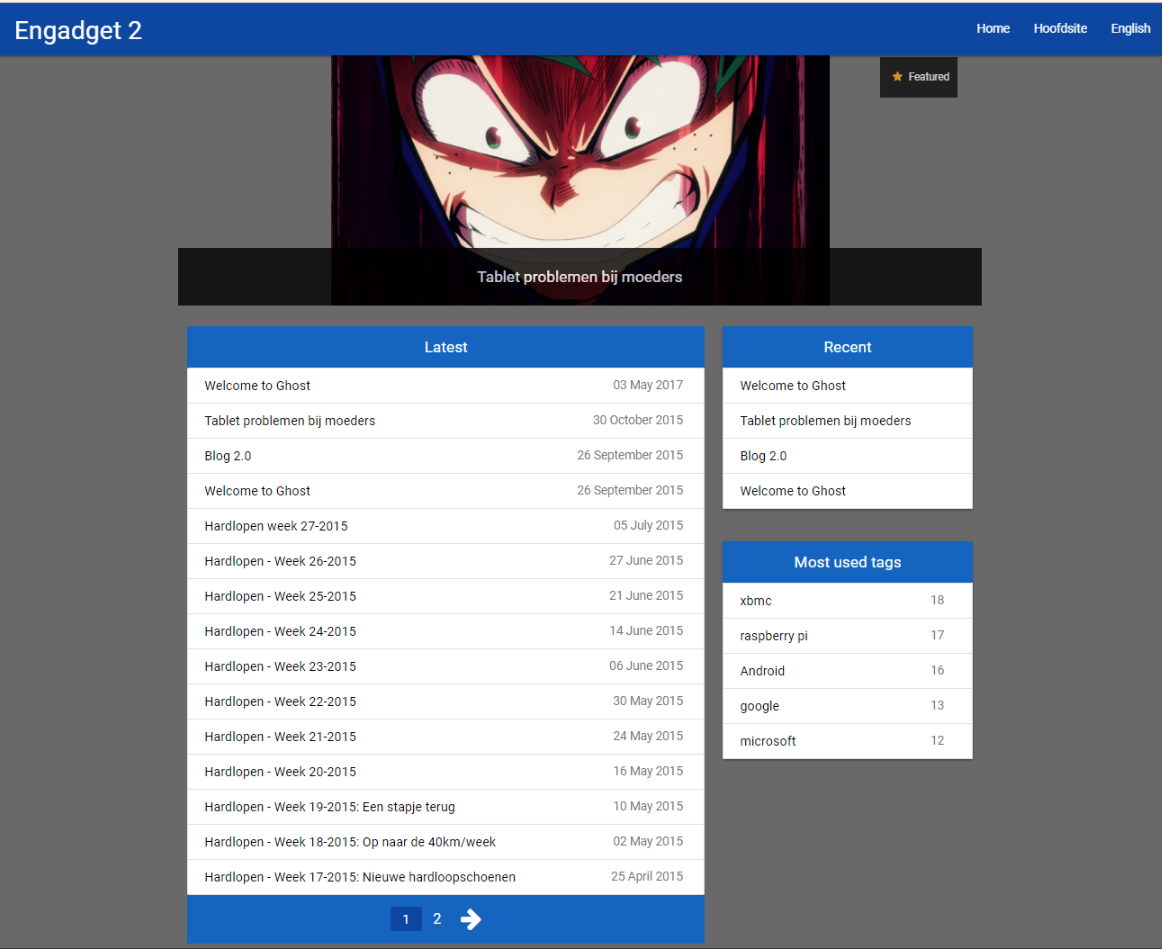 Engadget 2
Home Hoofdsite English
Featured
Tablet problemen bij moeders
Latest
Welcome to Ghost 03 May 2017
Tablet problemen bij moeders 30 October 2015
Blog 2.0 26 September 2015
Welcome to Ghost 26 September 2015
Hardlopen week 27-2015 05 July 2015
Hardlopen - Week 26-2015 27 June 2015
Hardlopen - Week 25-2015 21 June 2015
Hardlopen - Week 24-2015 14 June 2015
Hardlopen - Week 23-2015 06 June 2015
Hardlopen - Week 22-2015 30 May 2015
Hardlopen - Week 21-2015 24 May 2015
Hardlopen - Week 20-2015 16 May 2015
Hardlopen - Week 19-2015: Een stapje terug 10 May 2015
Hardlopen - Week 18-2015: Op naar de 40km/week 02 May 2015
Hardlopen - Week 17-2015: Nieuwe hardloopschoenen 25 April 2015
1 2
Recent
Welcome to Ghost
Tablet problemen bij moeders
Blog 2.0
Welcome to Ghost
Most used tags
xbmc 18
raspberry pi 17
Android 16
google 13
microsoft 12